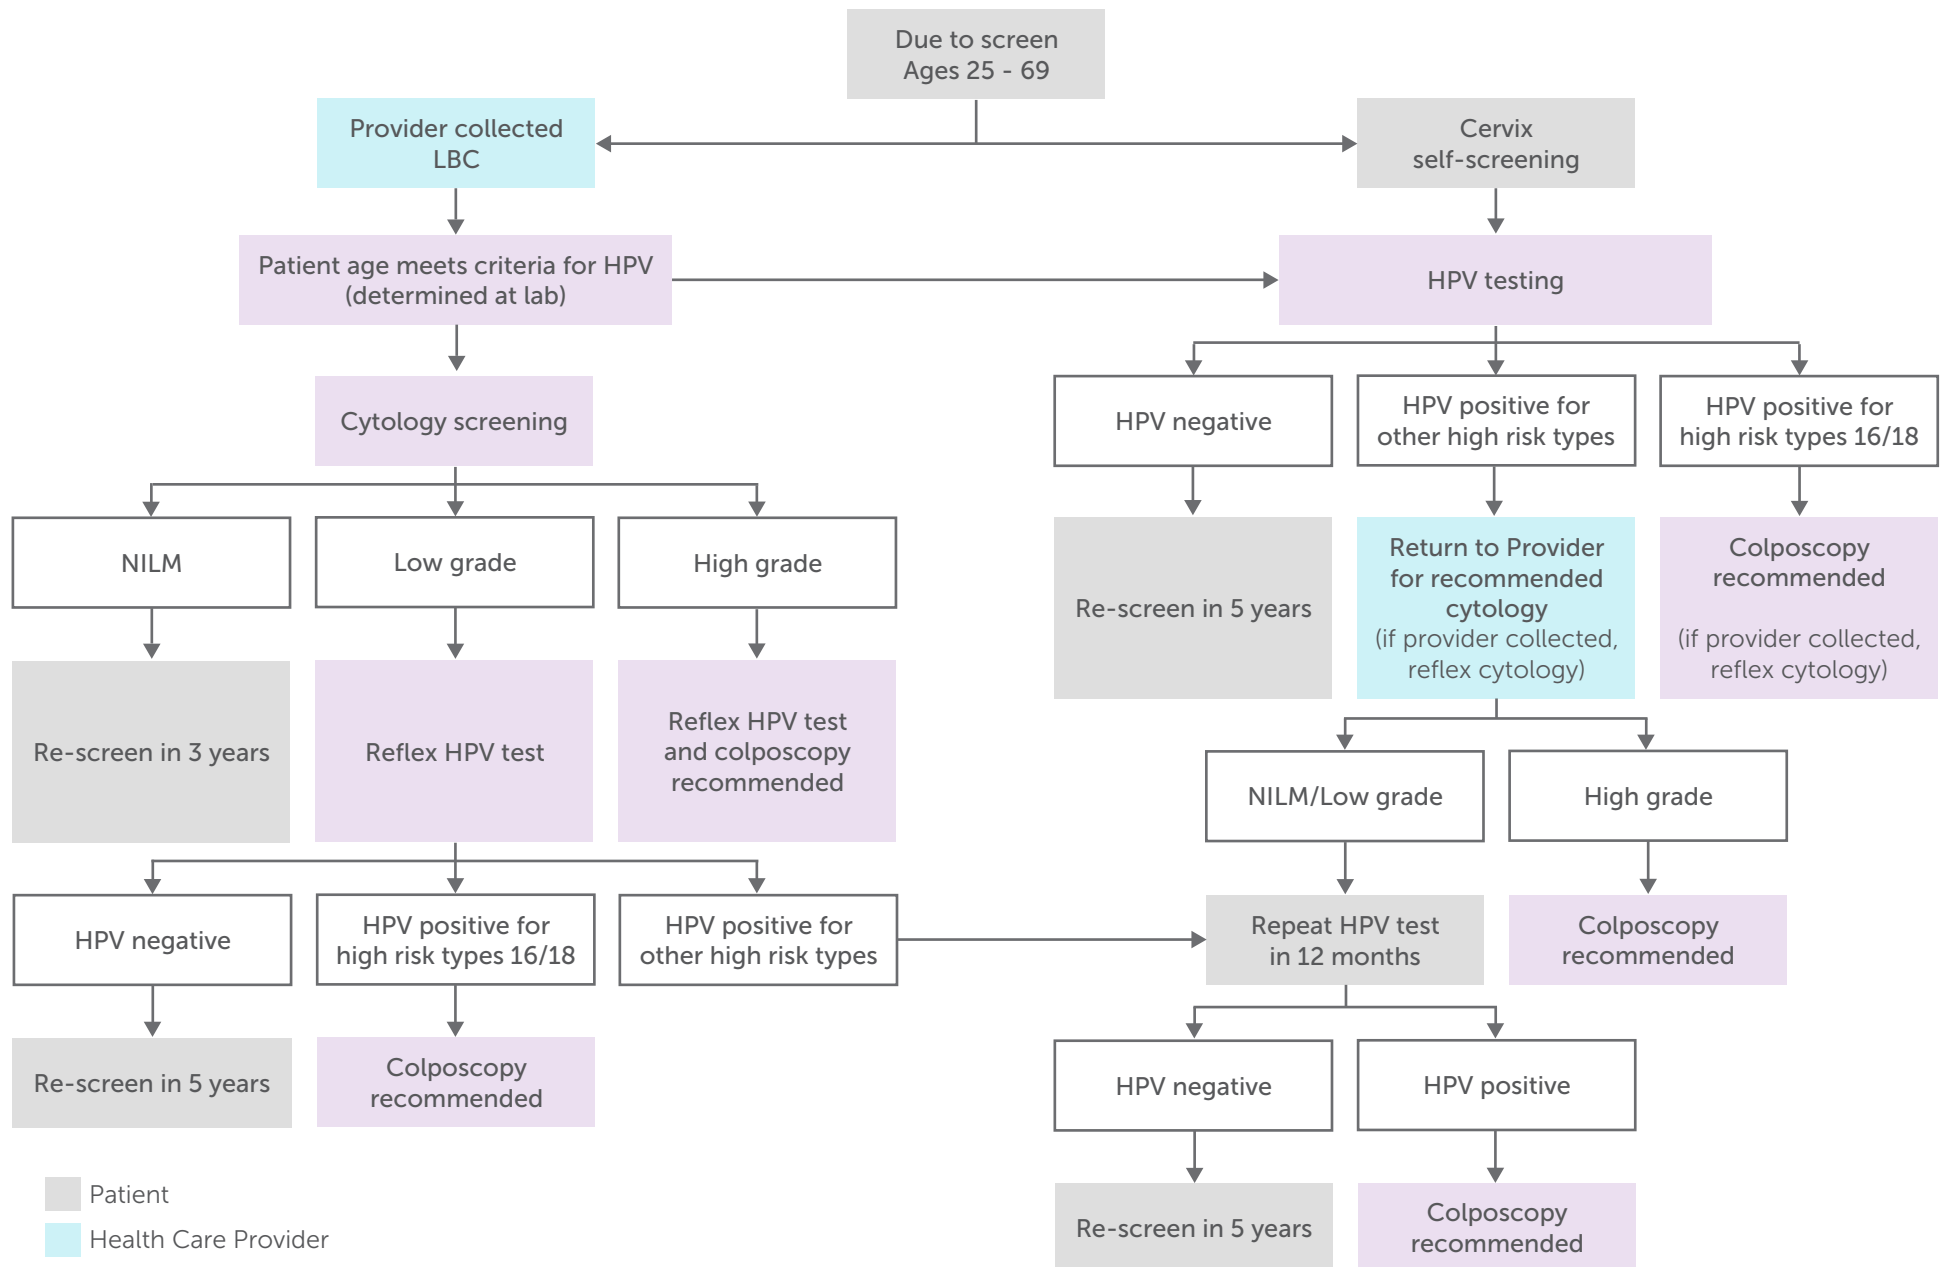 Due to screen
Ages 25 - 69
Provider collected
LBC
Cervix
self-screening
Patient age meets criteria for HPV
(determined at lab)
HPV testing
Cytology screening
HPV negative
HPV positive for
other high risk types
HPV positive for
high risk types 16/18
NILM
Low grade
High grade
Re-screen in 5 years
Return to Provider
for recommended
cytology
(if provider collected,
reflex cytology)
Colposcopy
recommended
(if provider collected,
reflex cytology)
Re-screen in 3 years
Reflex HPV test
Reflex HPV test
and colposcopy
recommended
NILM/Low grade
High grade
HPV negative
HPV positive for
high risk types 16/18
HPV positive for
other high risk types
Repeat HPV test
in 12 months
Colposcopy
recommended
Re-screen in 5 years
Colposcopy
recommended
HPV negative
HPV positive
Re-screen in 5 years
Colposcopy
recommended
Patient
Health Care Provider